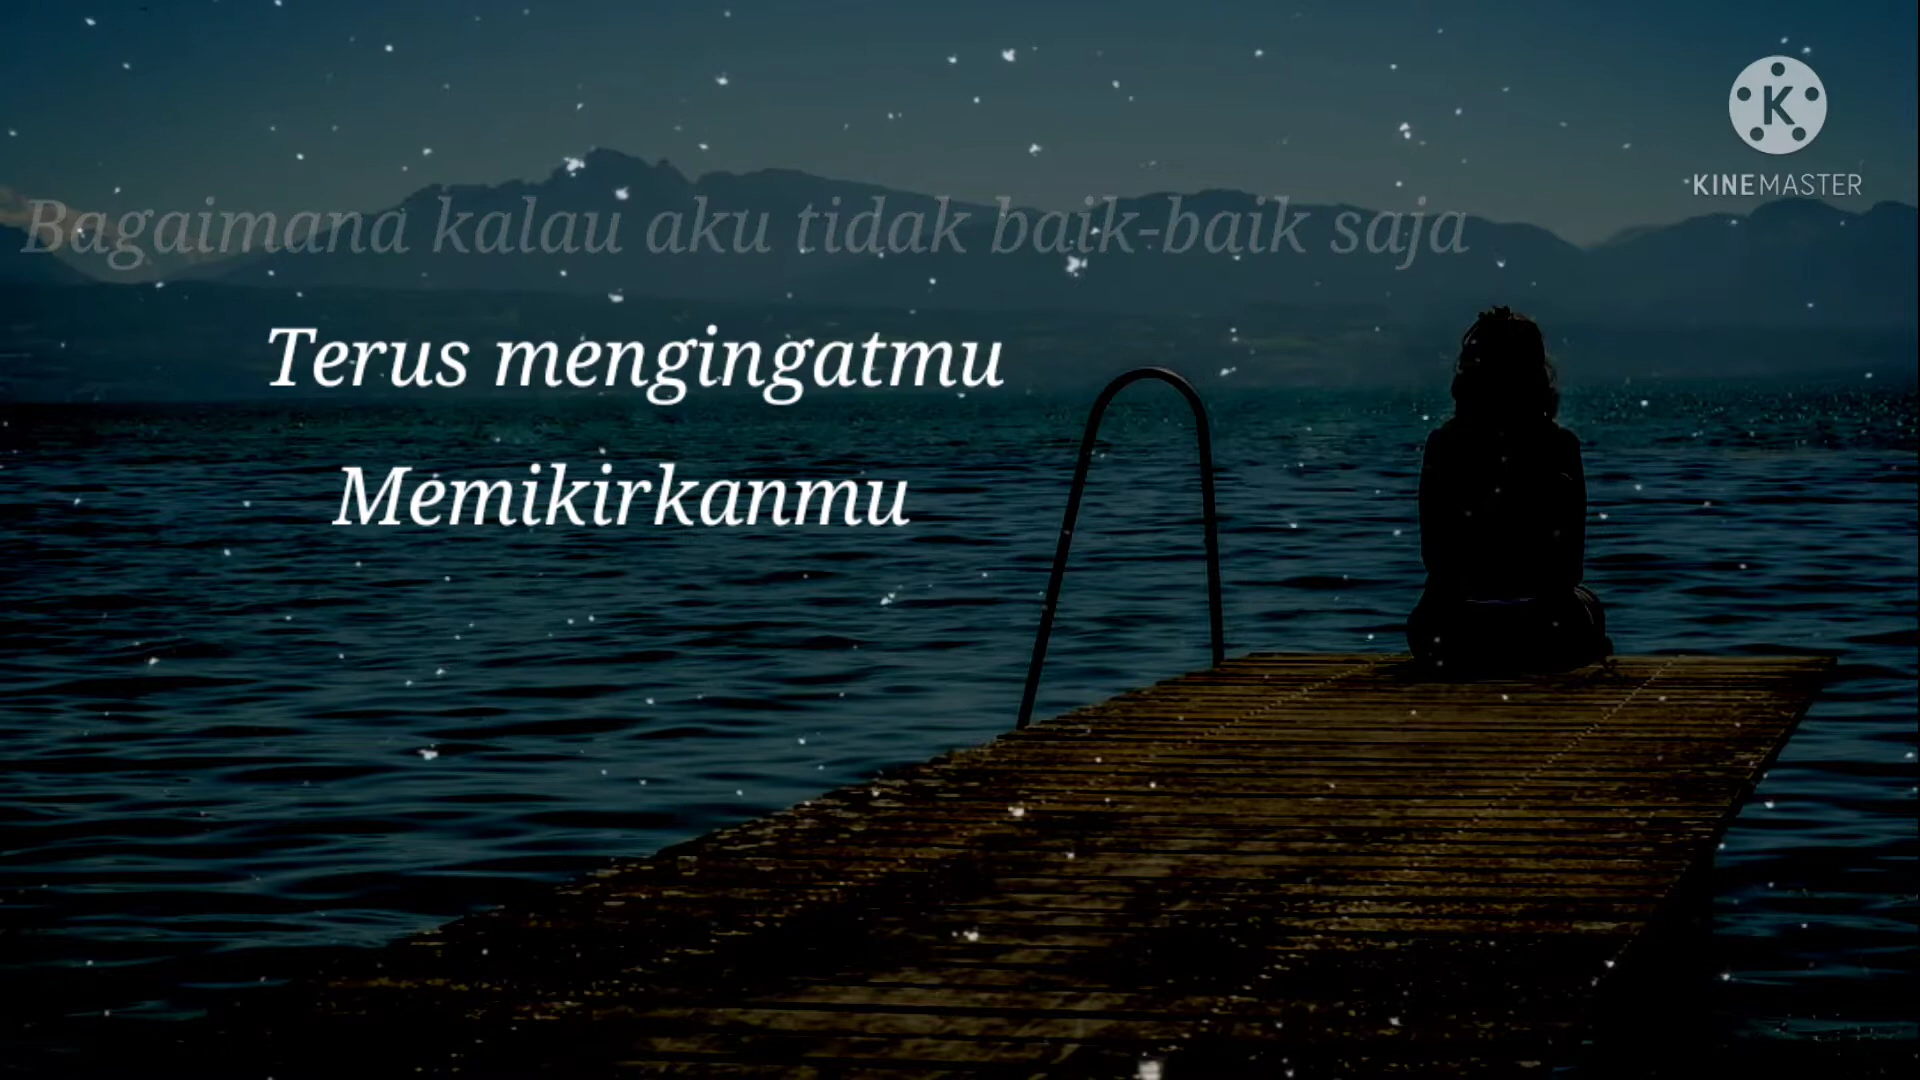 Bagaimana kalau aku tidak baik-baik saja
Terus mengingatmu
Memikirkanmu
K
KINEMASTER